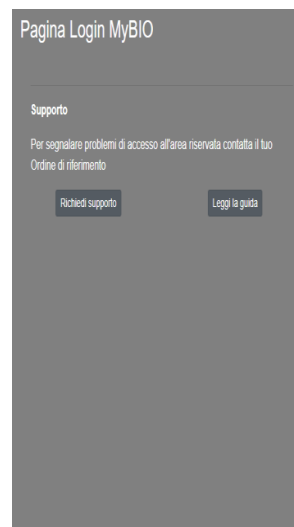 Pagina Login MyBIO
Supporto
Per segnalare problemi di accesso all'area riservata contatta il tuo
Ordine di riferimento
Richiedi supporto
Leggi la guida